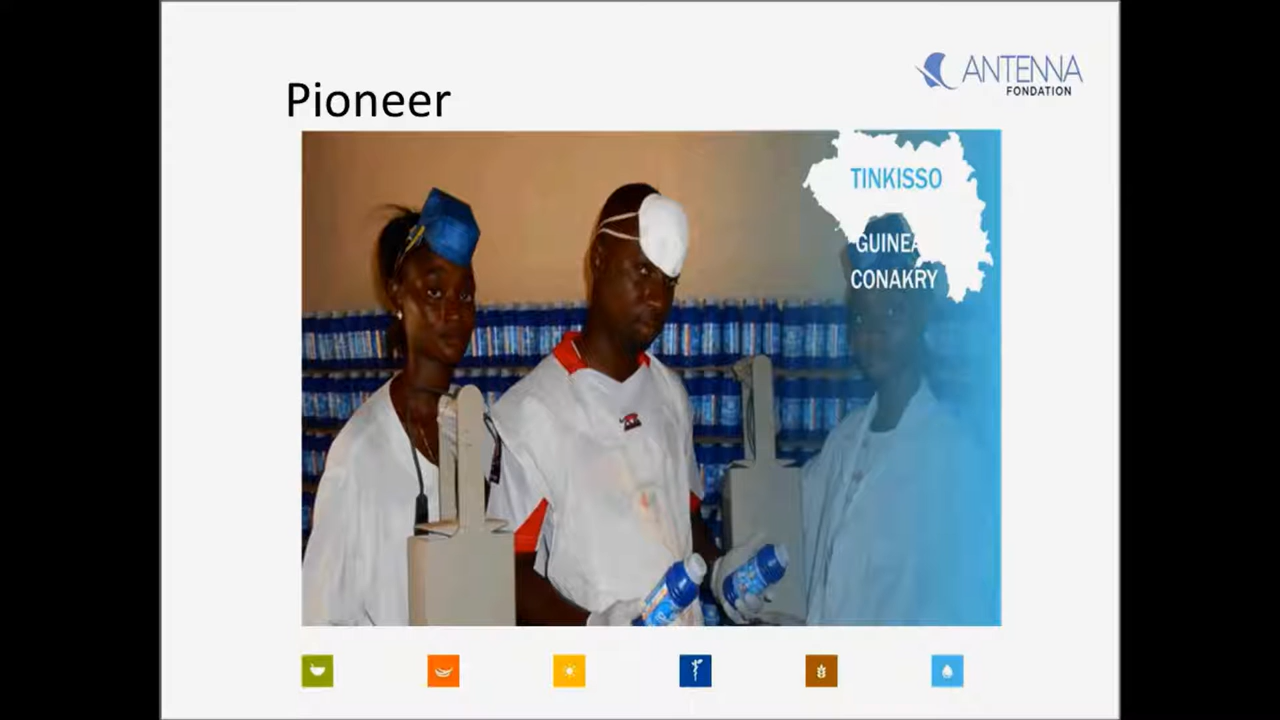 ANTENNA
FONDATION
Pioneer
TINKISSO
GUINEA
CONAKRY